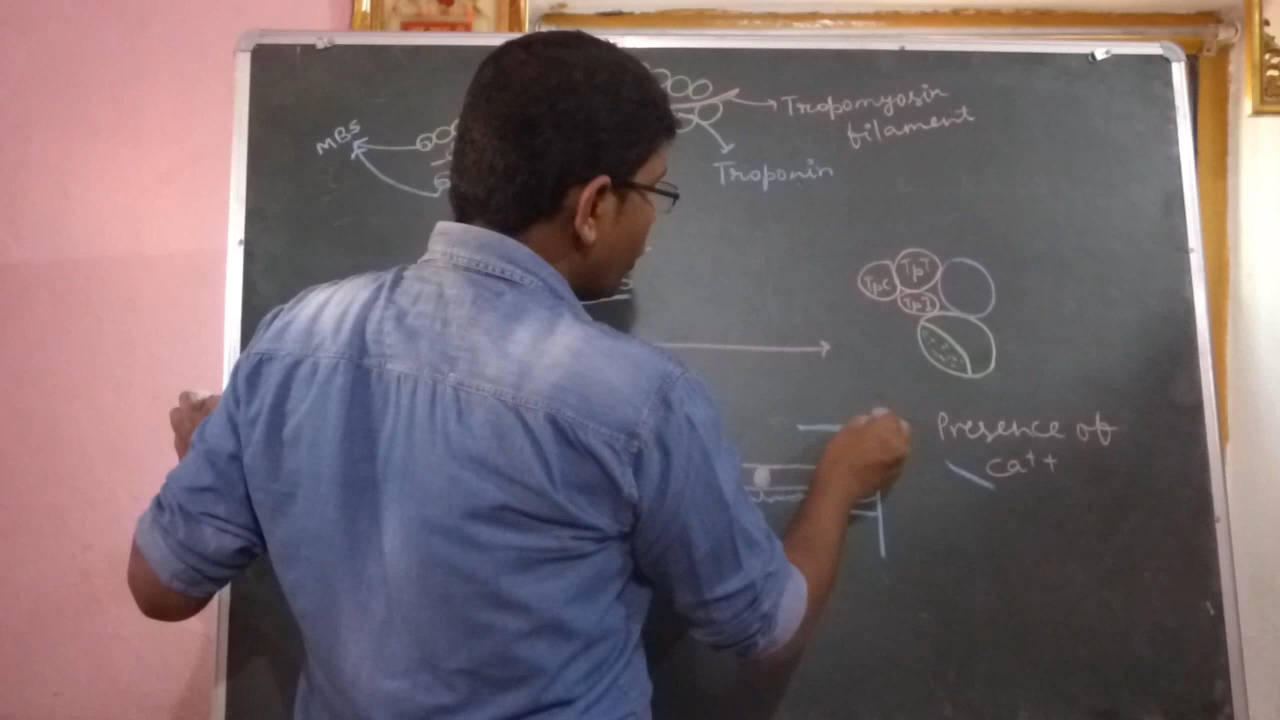 MBS
Tropomyosin
filament
Troponin
TpC
TpT
TpI
Presence of
Ca++